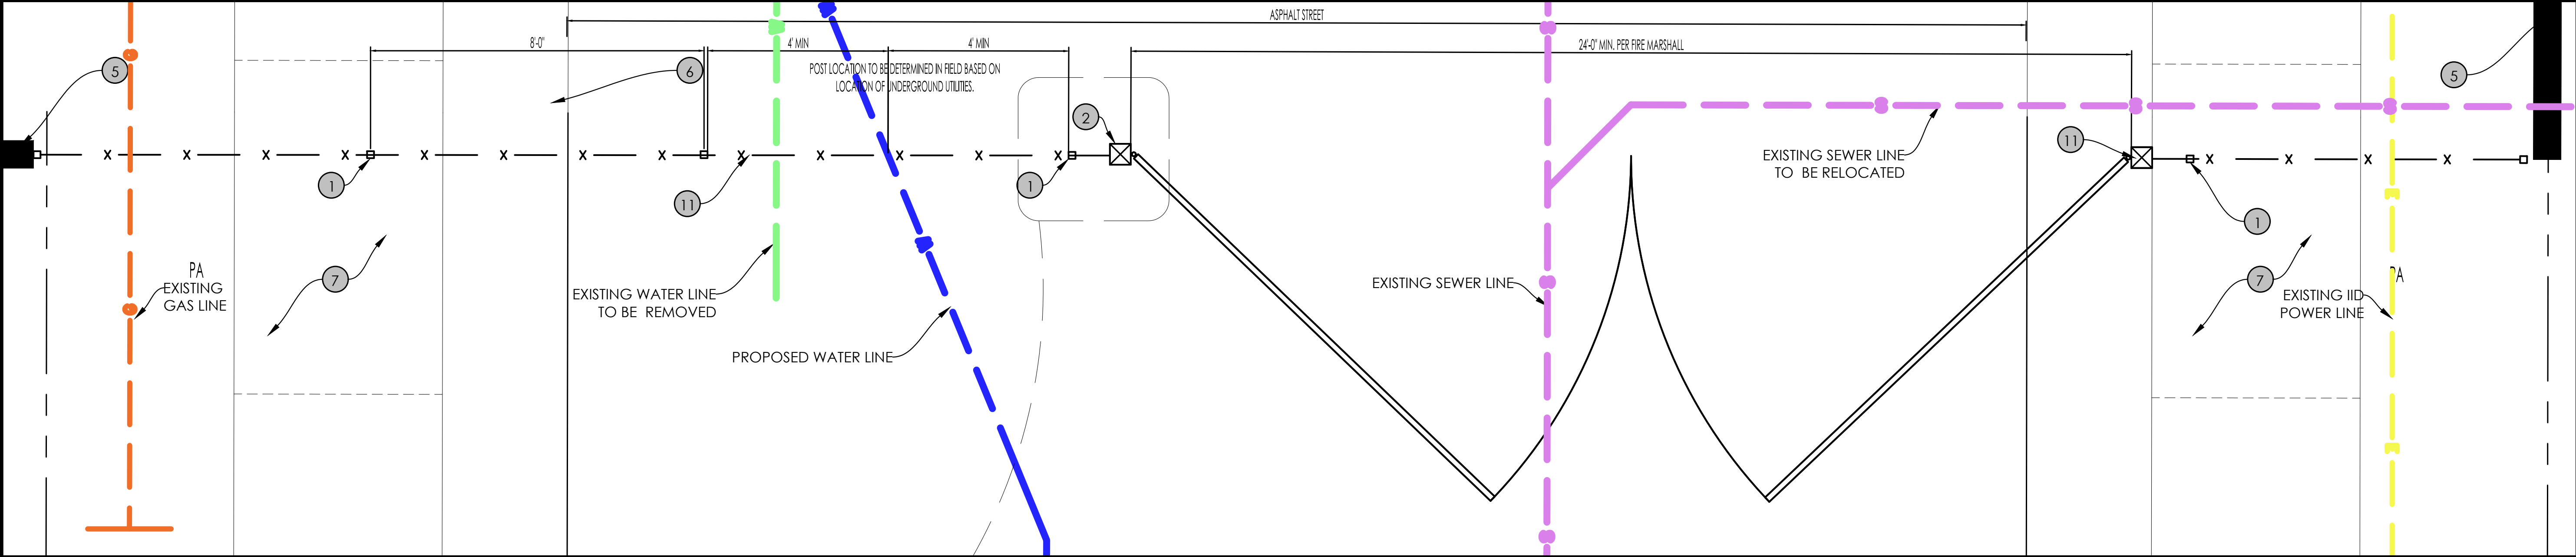 ASPHALT STREET
8'-0"
4' MIN
4' MIN
24'-0" MIN. PER FIRE MARSHALL
POST LOCATION TO BE DETERMINED IN FIELD BASED ON
LOCATION OF UNDERGROUND UTILITIES.
5
6
5
2
11
1
11
1
1
EXISTING SEWER LINE
TO BE RELOCATED
PA
EXISTING
GAS LINE
7
EXISTING WATER LINE
TO BE REMOVED
PROPOSED WATER LINE
EXISTING SEWER LINE
7
PA
EXISTING IID
POWER LINE